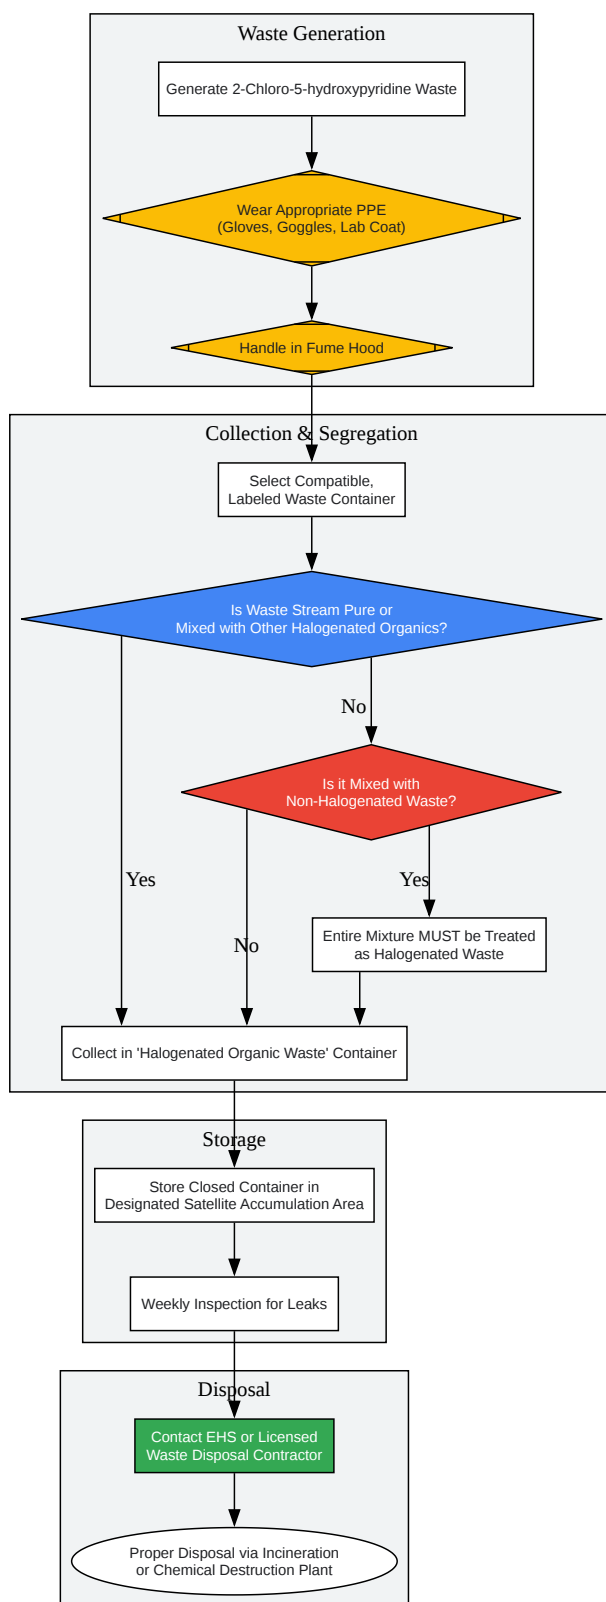 Waste Generation
Generate 2-Chloro-5-hydroxypyridine Waste
Wear Appropriate PPE
(Gloves, Goggles, Lab Coat)
Handle in Fume Hood
Collection & Segregation
Select Compatible,
Labeled Waste Container
Is Waste Stream Pure or
Mixed with Other Halogenated Organics?
No
Is it Mixed with
Non-Halogenated Waste?
Yes
Yes
Entire Mixture MUST be Treated
as Halogenated Waste
No
Collect in 'Halogenated Organic Waste' Container
Storage
Store Closed Container in
Designated Satellite Accumulation Area
Weekly Inspection for Leaks
Disposal
Contact EHS or Licensed
Waste Disposal Contractor
Proper Disposal via Incineration
or Chemical Destruction Plant